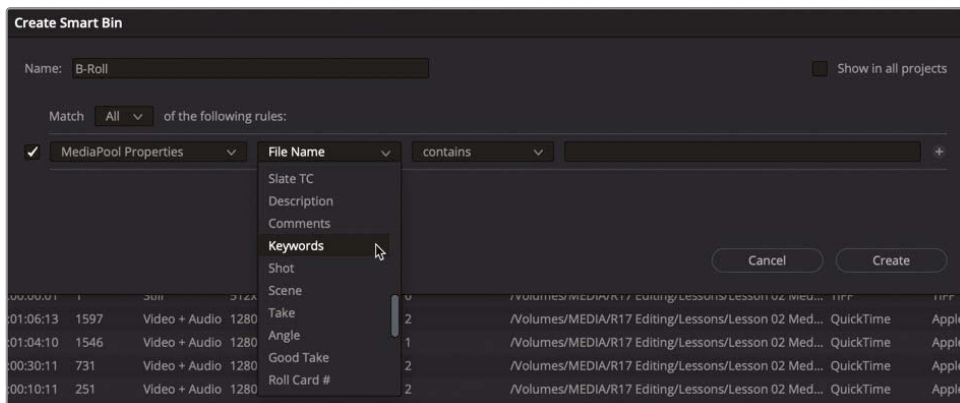 Create Smart Bin
Name: B-Roll Show in all projects
Match All of the following rules:
MediaPool Properties File Name contains +
Slate TC
Description
Comments
Keywords
Shot
Cancel Create
Scene
Take
Angle
Good Take
Roll Card #
:01:06:13 1597 Video + Audio 1280 2 /Volumes/MEDIA/R17 Editing/Lessons/Lesson 02 Med... QuickTime Appl
:01:04:10 1546 Video + Audio 1280 1 /Volumes/MEDIA/R17 Editing/Lessons/Lesson 02 Med... QuickTime Appl
:00:30:11 731 Video + Audio 1280 2 /Volumes/MEDIA/R17 Editing/Lessons/Lesson 02 Med... QuickTime Appl
:00:10:11 251 Video + Audio 1280 2 /Volumes/MEDIA/R17 Editing/Lessons/Lesson 02 Med... QuickTime Appl